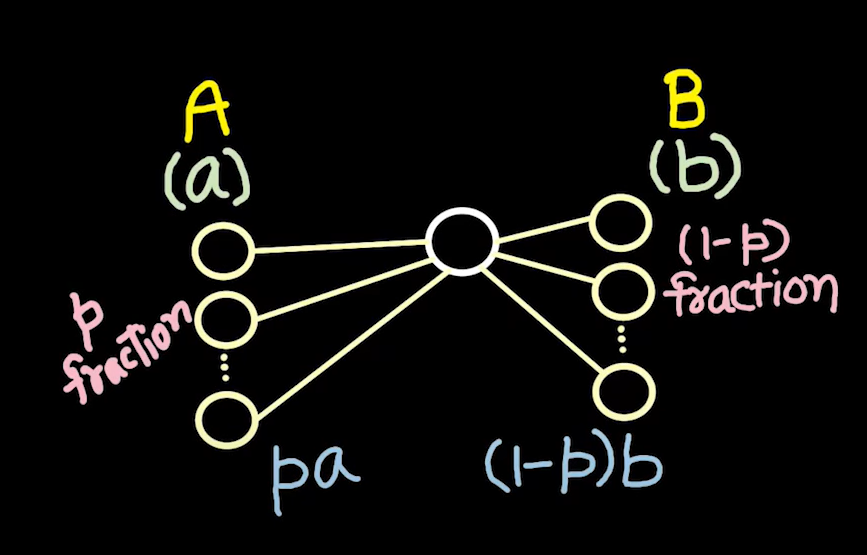 A
(a)
B
(b)
p
fraction
(1-p)
fraction
pa
(1-p)b